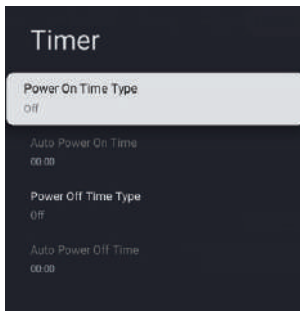 Timer
Power On Time Type
Off
Auto Power On Time
00:00
Power Off Time Type
Off
Auto Power Off Time
00:00